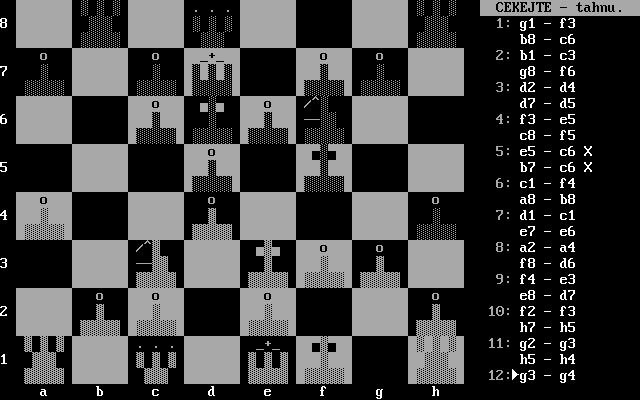 CEKEJTE - tahnu.
1: g1 - f3
b8 - c6
2: b1 - c3
g8 - f6
3: d2 - d4
d7 - d5
4: f3 - e5
c8 - f5
5: e5 - c6 X
b7 - c6 X
6: c1 - f4
a8 - b8
7: d1 - c1
e7 - e6
8: a2 - a4
f8 - d6
9: f4 - e3
e8 - d7
10: f2 - f3
h7 - h5
11: g2 - g3
h5 - h4
12: g3 - g4
8
7
6
5
4
3
2
1
a b c d e f g h